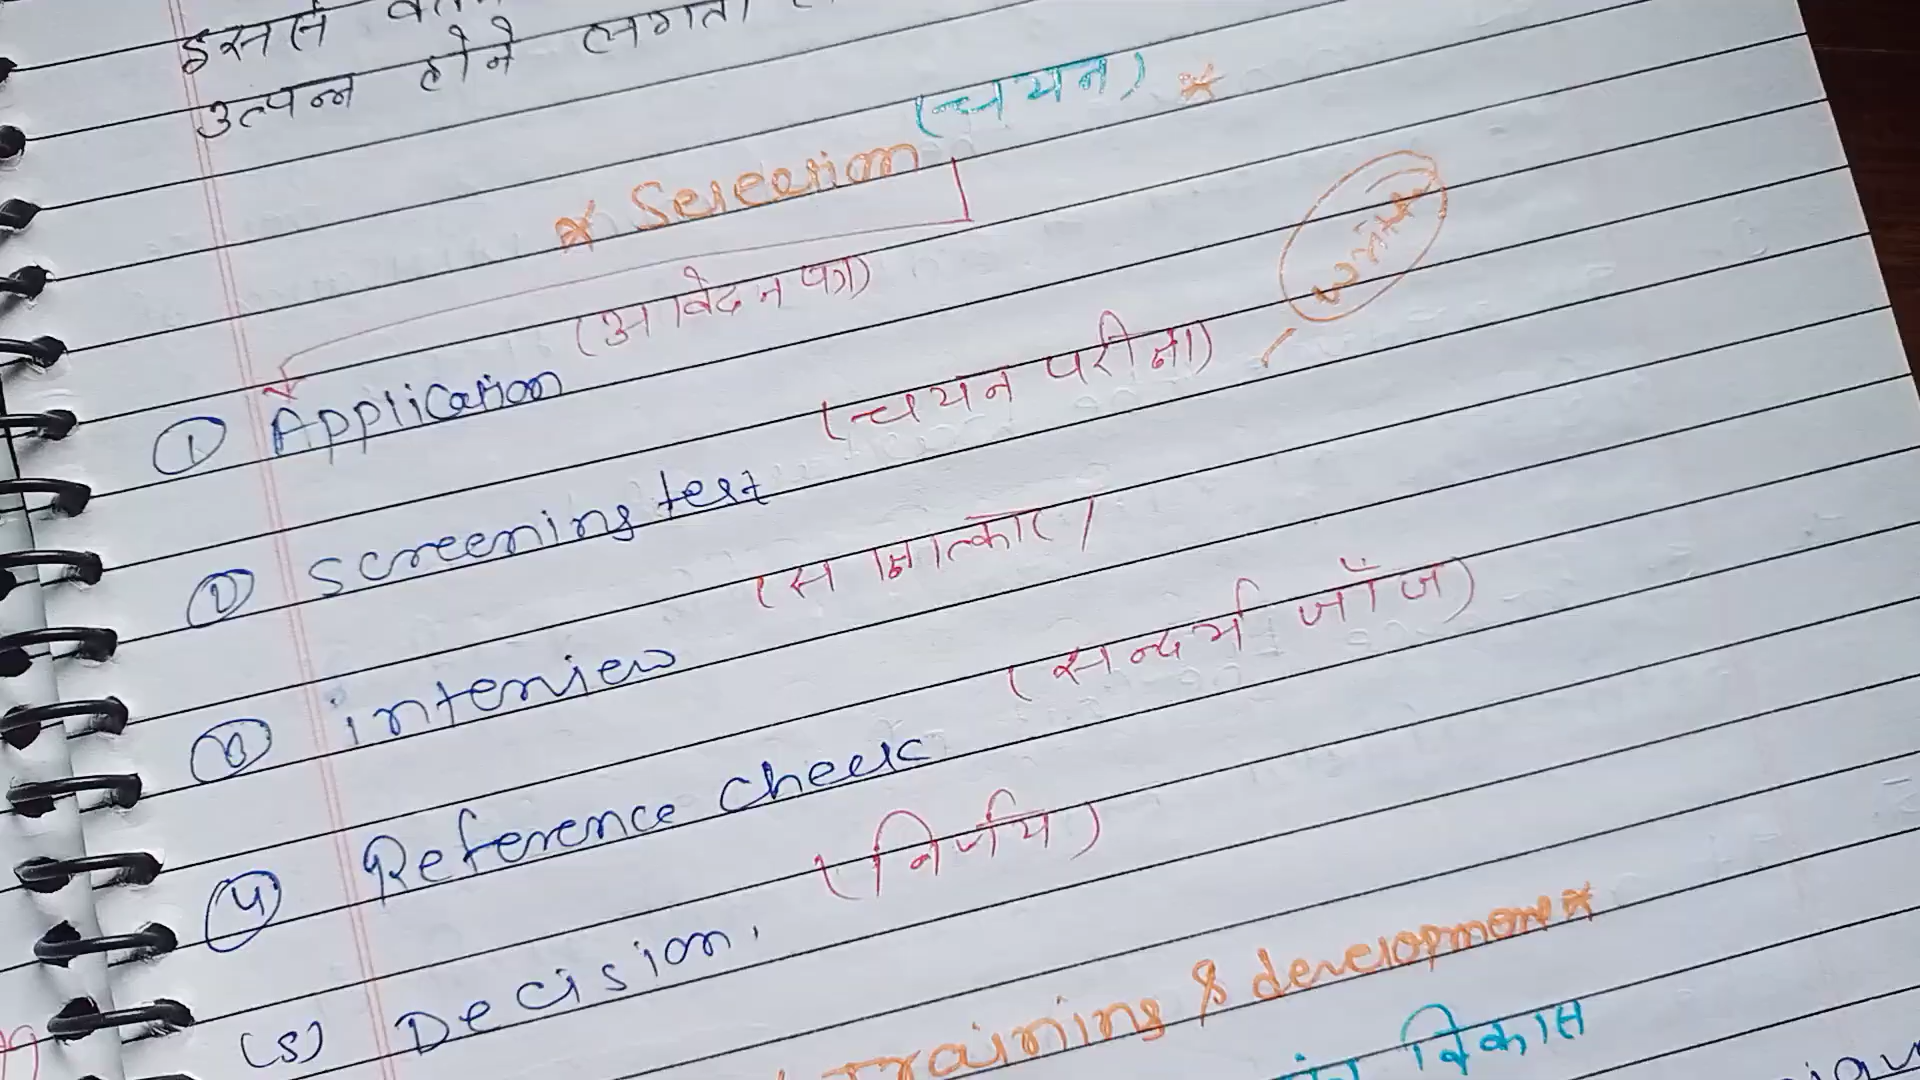 इससे
उत्पन्न होने लगता
* Selection (चयन) *
(आवेदन पत्र)
① Application
(चयन परीक्षा)
② Screening test
(साक्षात्कार)
③ interview
(सन्दर्भ जाँज)
④ Reference check
(निर्णय)
(5) Decision.
Training & development *
विकास